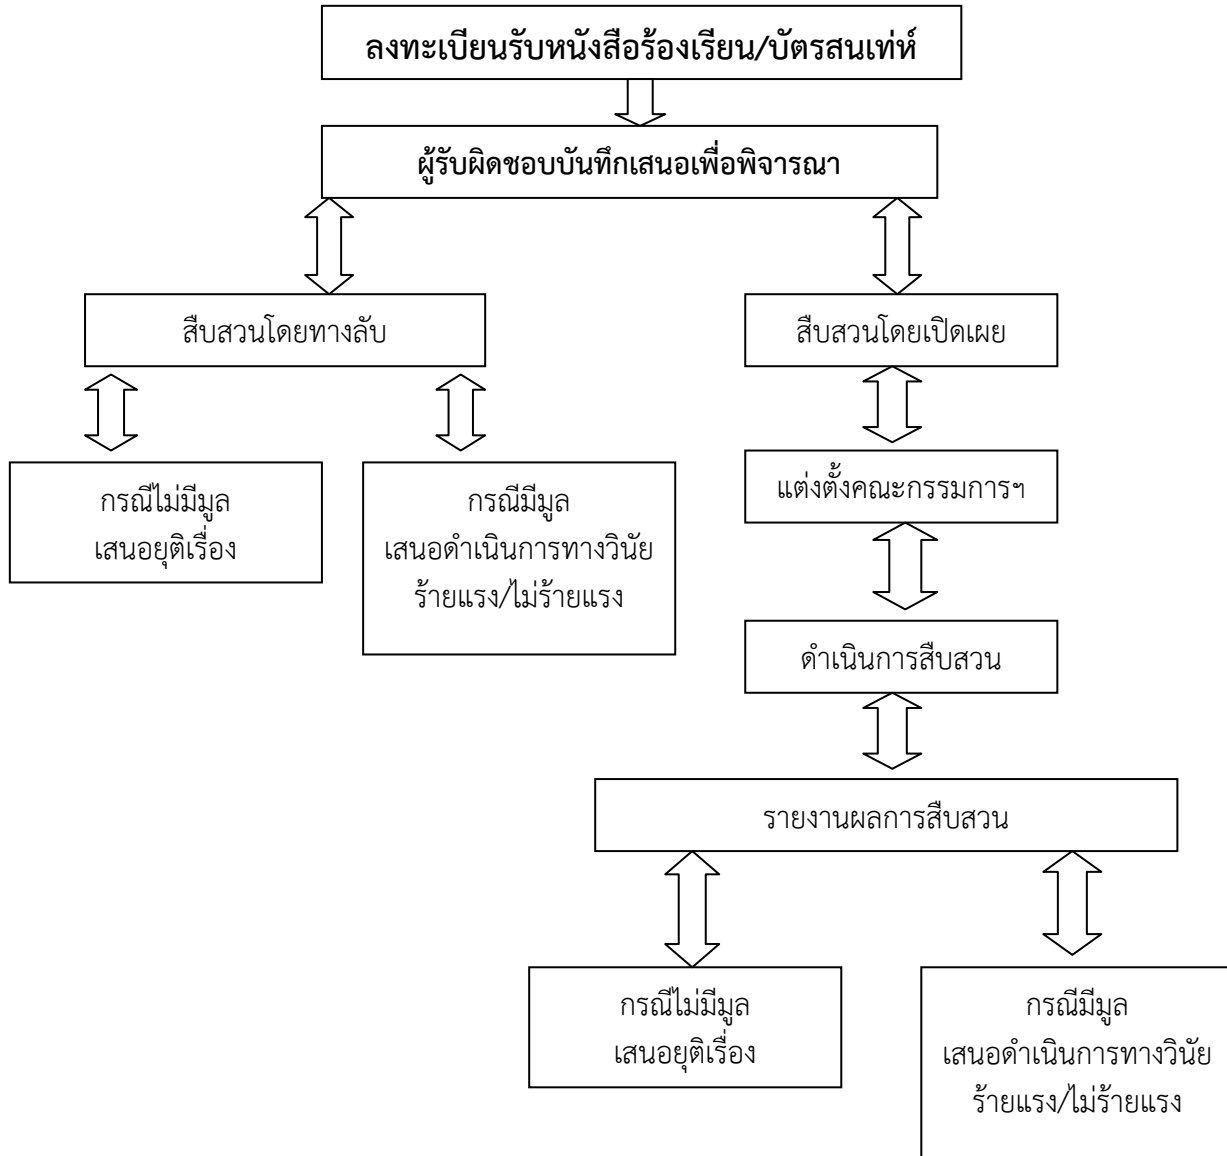 ลงทะเบียนรับหนังสือร้องเรียน/บัตรสนเท่ห์
ผู้รับผิดชอบบันทึกเสนอเพื่อพิจารณา
สืบสวนโดยทางลับ
สืบสวนโดยเปิดเผย
กรณีไม่มีมูล
เสนอยุติเรื่อง
กรณีมีมูล
เสนอดำเนินการทางวินัย
ร้ายแรง/ไม่ร้ายแรง
แต่งตั้งคณะกรรมการฯ
ดำเนินการสืบสวน
รายงานผลการสืบสวน
กรณีไม่มีมูล
เสนอยุติเรื่อง
กรณีมีมูล
เสนอดำเนินการทางวินัย
ร้ายแรง/ไม่ร้ายแรง